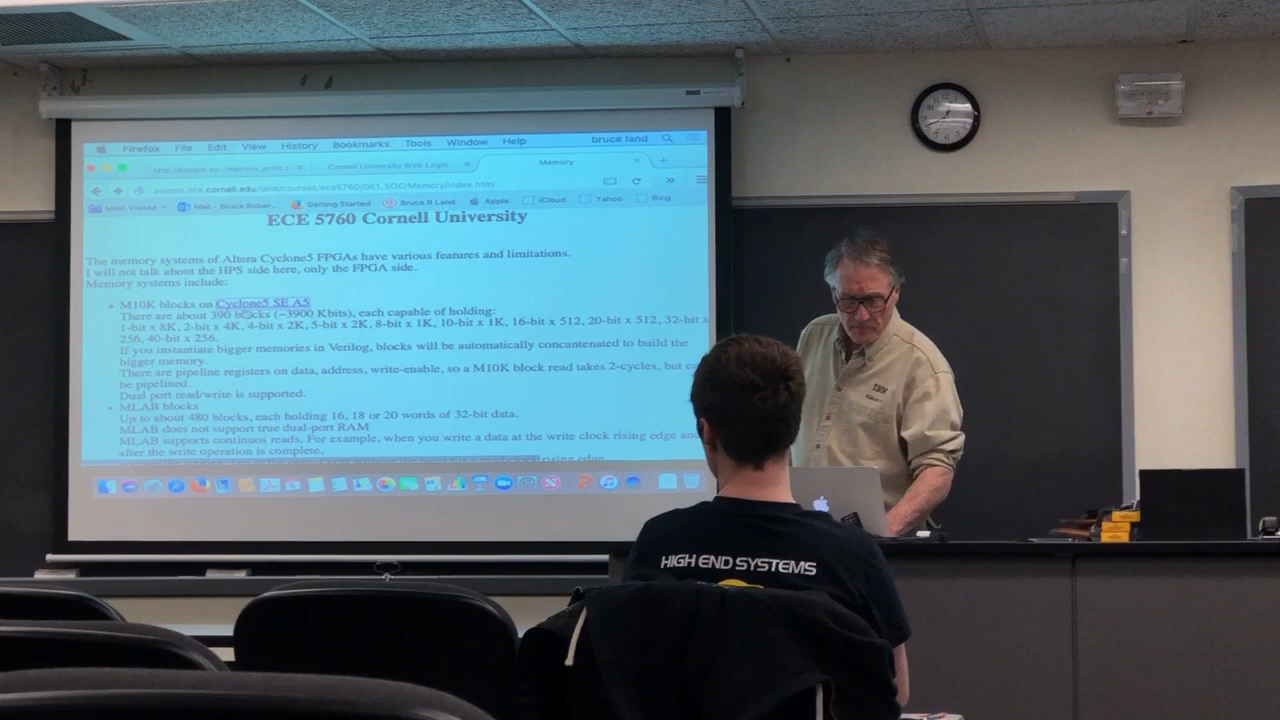 Firefox File Edit View History Bookmarks Tools Window Help bruce land
Cornell University Web Login
Memory
people.ece.cornell.edu/land/courses/ece5760/DE1_SOC/Memory/index.html
Most Visited Mail - Bruce Rober... Getting Started Bruce R Land Apple iCloud Yahoo Bing
ECE 5760 Cornell University
The memory systems of Altera Cyclone5 FPGAs have various features and limitations.
I will not talk about the HPS side here, only the FPGA side.
Memory systems include:
M10K blocks on Cyclone5 SE A5
There are about 390 blocks (~3900 Kbits), each capable of holding:
1-bit x 8K, 2-bit x 4K, 4-bit x 2K, 5-bit x 2K, 8-bit x 1K, 10-bit x 1K, 16-bit x 512, 20-bit x 512, 32-bit x
256, 40-bit x 256.
If you instantiate bigger memories in Verilog, blocks will be automatically concantenated to build the
bigger memory.
There are pipeline registers on data, address, write-enable, so a M10K block read takes 2-cycles, but ca
be pipelined.
Dual port read/write is supported.
MLAB blocks
Up to about 480 blocks, each holding 16, 18 or 20 words of 32-bit data.
MLAB does not support true dual-port RAM
MLAB supports continuos reads. For example, when you write a data at the write clock rising edge and
after the write operation is complete,
rising edge
IBM
HIGH END SYSTEMS